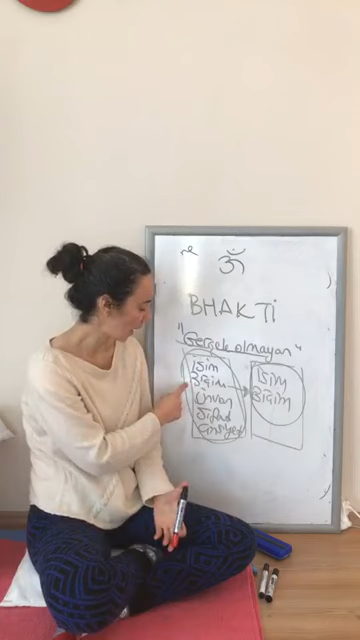 ॐ
BHAKTİ
"Gerçek olmayan"
İsim
Biçim
Unvan
Sıfat
İsim
Biçim